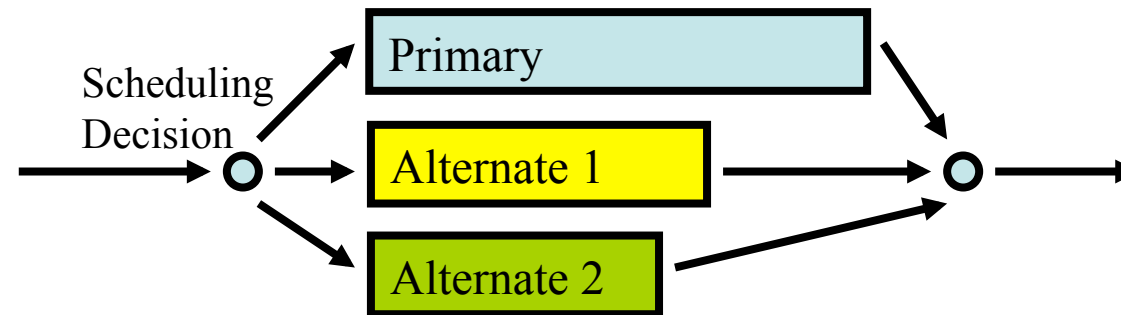 Primary
Scheduling
Decision
Alternate 1
Alternate 2